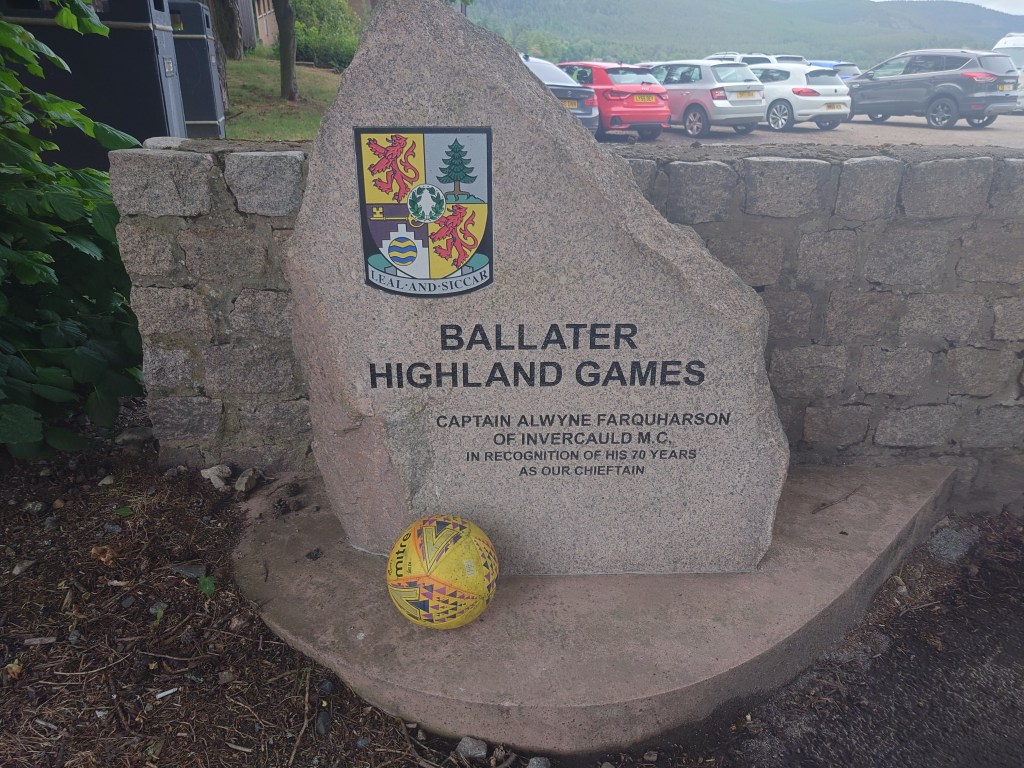 LEAL·AND·SICCAR
BALLATER
HIGHLAND GAMES
CAPTAIN ALWYNE FARQUHARSON
OF INVERCAULD M.C.
IN RECOGNITION OF HIS 70 YEARS
AS OUR CHIEFTAIN
mitre